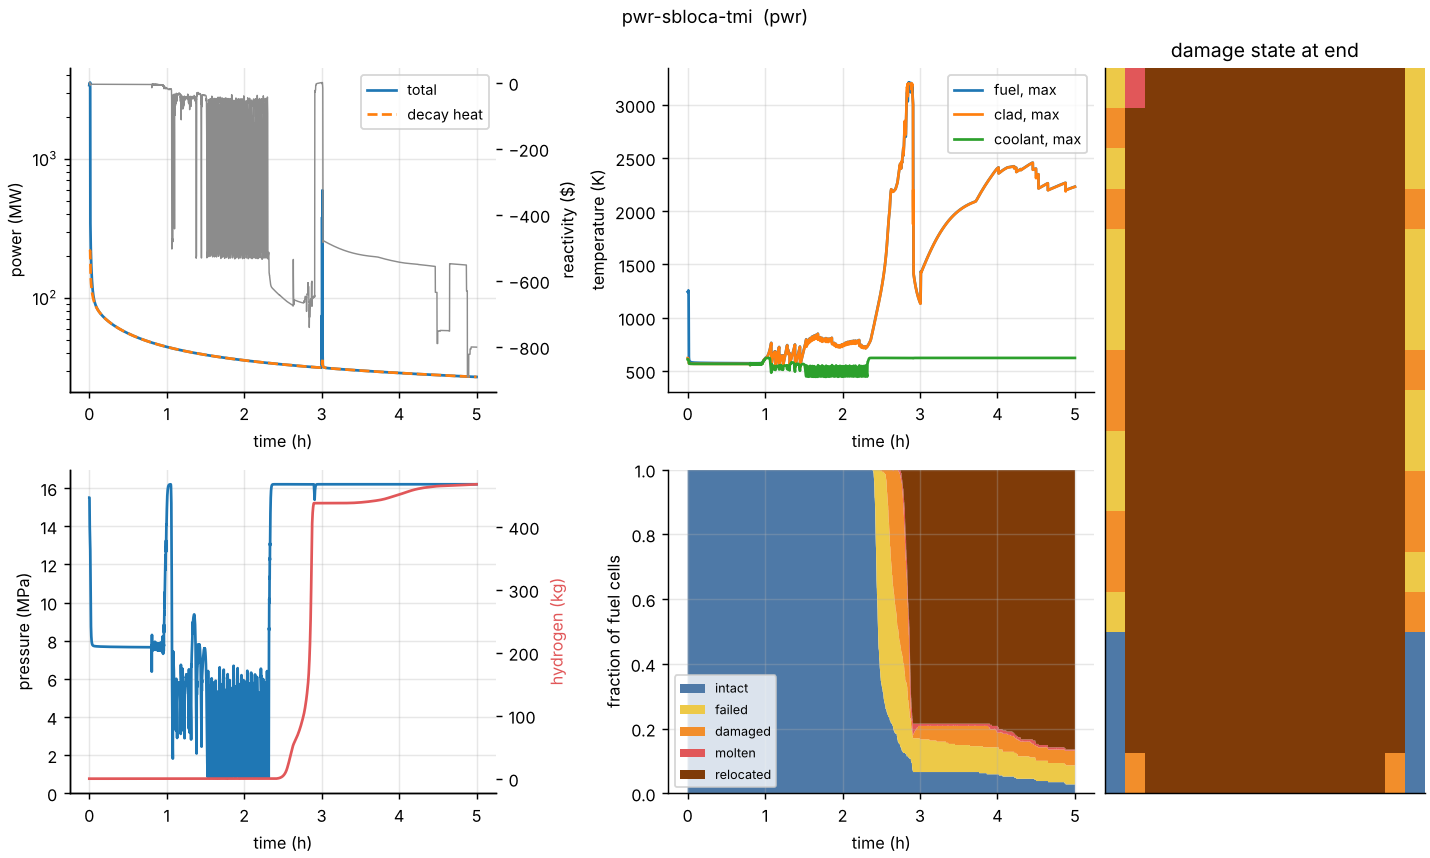 pwr-sbloca-tmi (pwr)
total
decay heat
10³
10²
power (MW)
0
−200
−400
−600
−800
reactivity ($)
0 1 2 3 4 5
time (h)
fuel, max
clad, max
coolant, max
3000
2500
2000
1500
1000
500
temperature (K)
0 1 2 3 4 5
time (h)
damage state at end
16
14
12
10
8
6
4
2
0
pressure (MPa)
400
300
200
100
0
hydrogen (kg)
0 1 2 3 4 5
time (h)
1.0
0.8
0.6
0.4
0.2
0.0
fraction of fuel cells
intact
failed
damaged
molten
relocated
0 1 2 3 4 5
time (h)